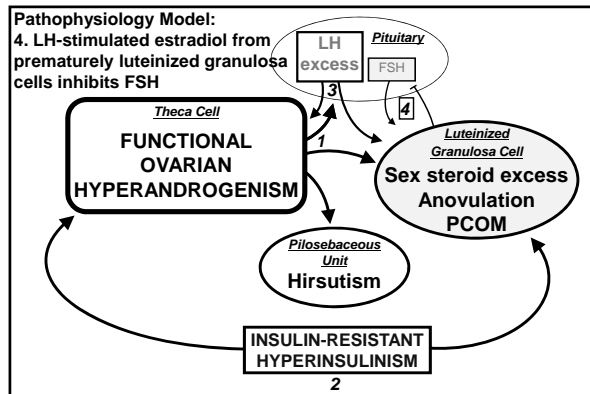 Pathophysiology Model:
4. LH-stimulated estradiol from
prematurely luteinized granulosa
cells inhibits FSH
LH
excess
Pituitary
FSH
3
4
Theca Cell
FUNCTIONAL
OVARIAN
HYPERANDROGENISM
1
Luteinized
Granulosa Cell
Sex steroid excess
Anovulation
PCOM
Pilosebaceous
Unit
Hirsutism
INSULIN-RESISTANT
HYPERINSULINISM
2